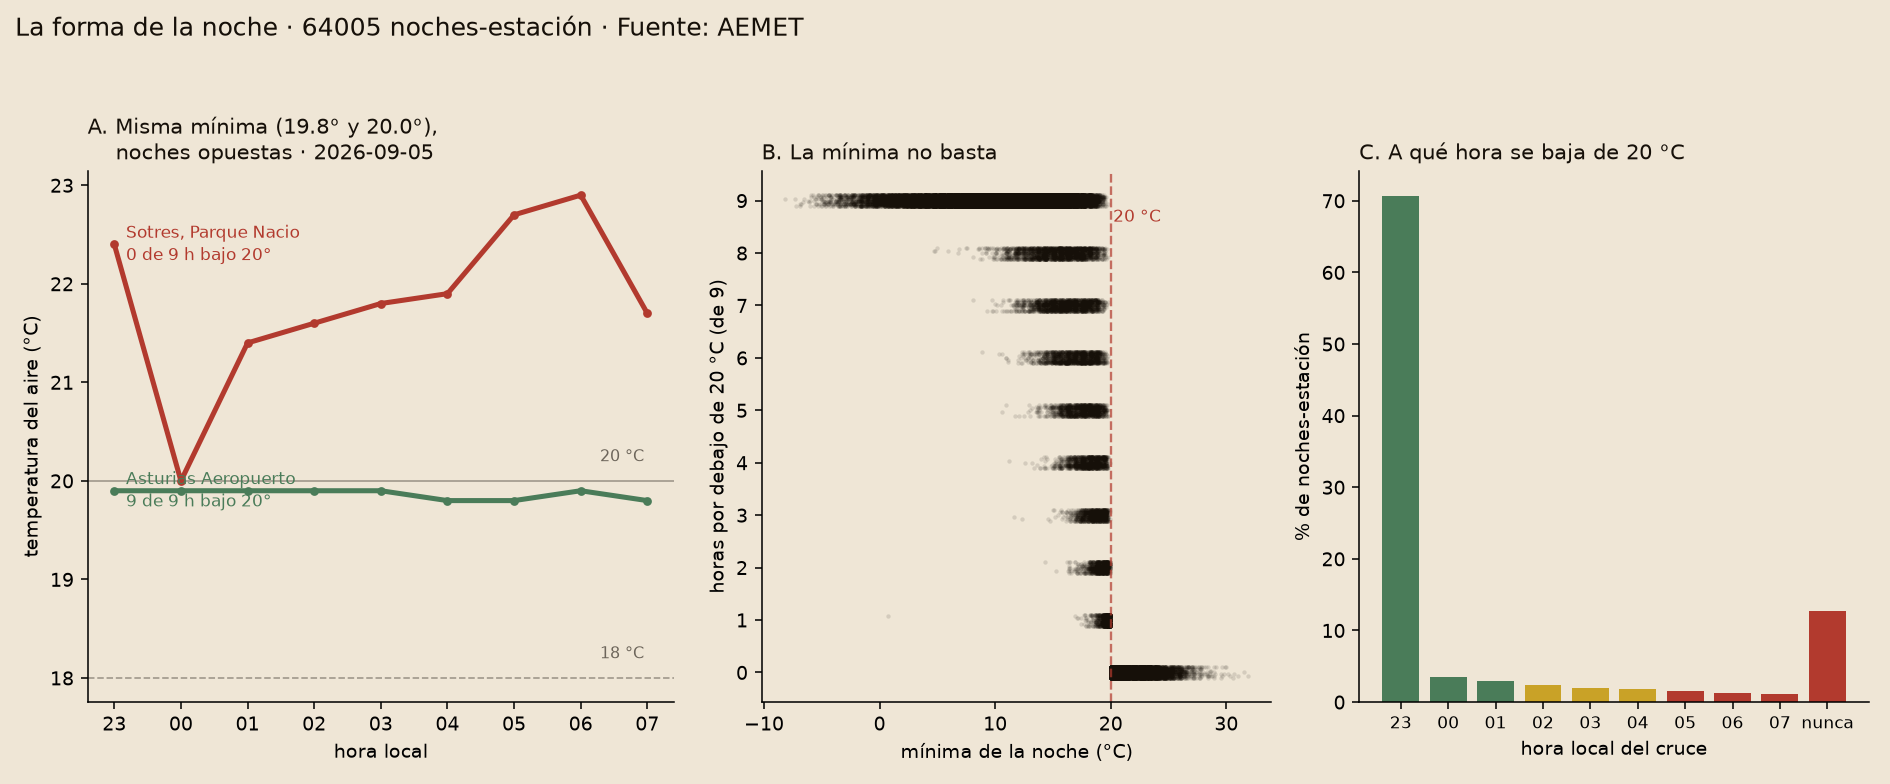 La forma de la noche · 64005 noches-estación · Fuente: AEMET
A. Misma mínima (19.8° y 20.0°),
noches opuestas · 2026-09-05
temperatura del aire (°C)
23
22
21
20
19
18
Sotres, Parque Nacio
0 de 9 h bajo 20°
20 °C
Asturias Aeropuerto
9 de 9 h bajo 20°
18 °C
23 00 01 02 03 04 05 06 07
hora local
B. La mínima no basta
horas por debajo de 20 °C (de 9)
9
8
7
6
5
4
3
2
1
0
20 °C
−10 0 10 20 30
mínima de la noche (°C)
C. A qué hora se baja de 20 °C
% de noches-estación
70
60
50
40
30
20
10
0
23 00 01 02 03 04 05 06 07 nunca
hora local del cruce